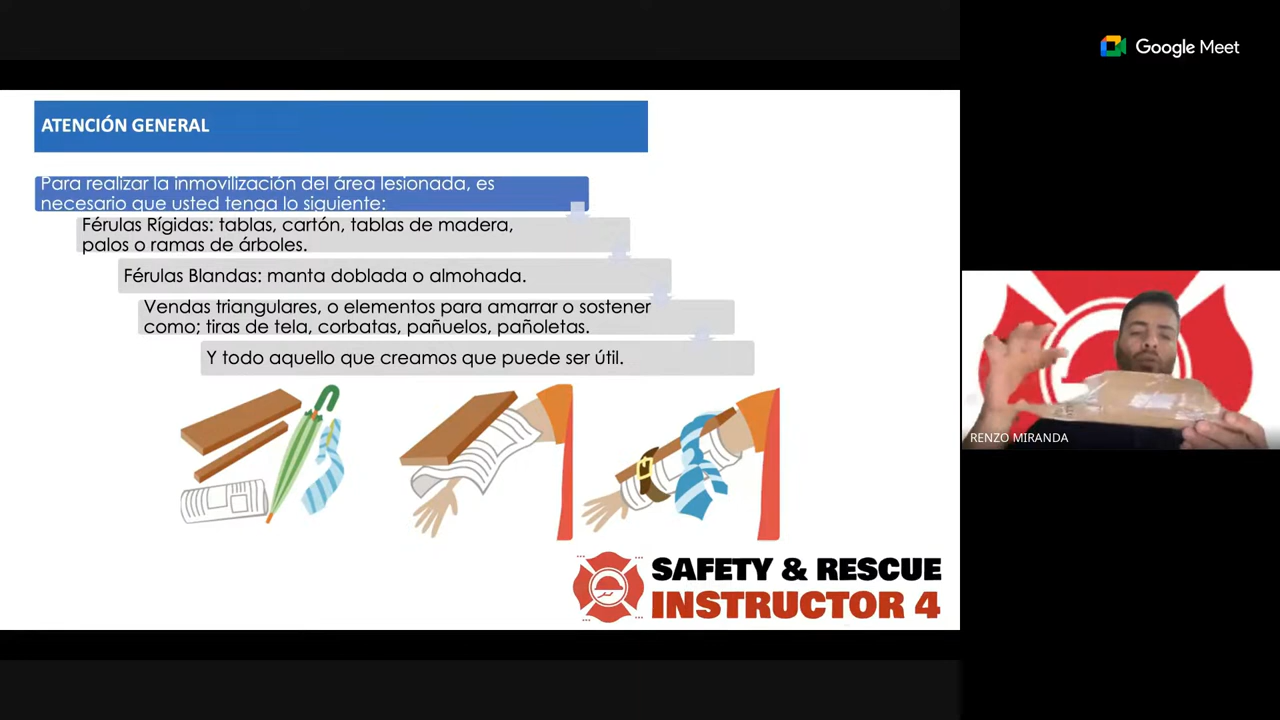 Google Meet
ATENCIÓN GENERAL
Para realizar la inmovilización del área lesionada, es
necesario que usted tenga lo siguiente:
Férulas Rígidas: tablas, cartón, tablas de madera,
palos o ramas de árboles.
Férulas Blandas: manta doblada o almohada.
Vendas triangulares, o elementos para amarrar o sostener
como; tiras de tela, corbatas, pañuelos, pañoletas.
Y todo aquello que creamos que puede ser útil.
RENZO MIRANDA
SAFETY & RESCUE
INSTRUCTOR 4